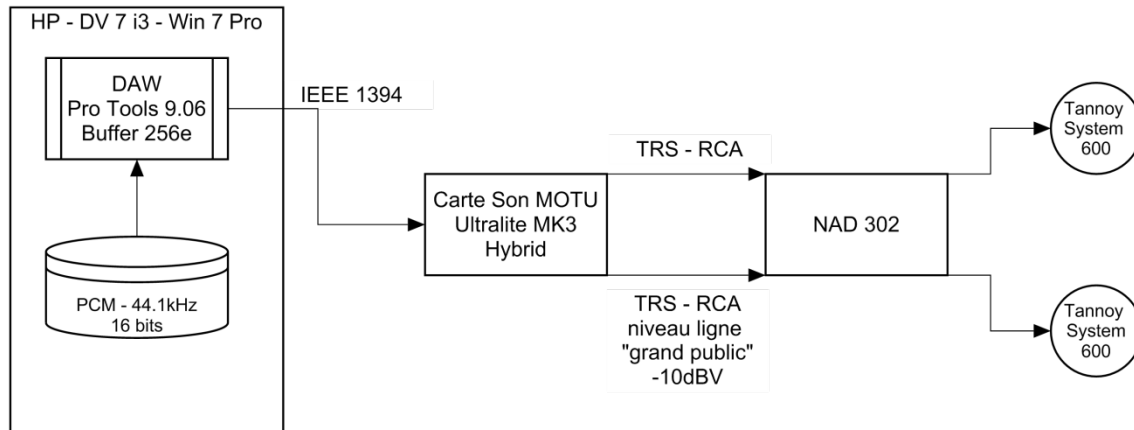 HP - DV 7 i3 - Win 7 Pro
DAW
Pro Tools 9.06
Buffer 256e
PCM - 44.1kHz
16 bits
IEEE 1394
Carte Son MOTU
Ultralite MK3
Hybrid
TRS - RCA
TRS - RCA
niveau ligne
"grand public"
-10dBV
NAD 302
Tannoy
System
600
Tannoy
System
600